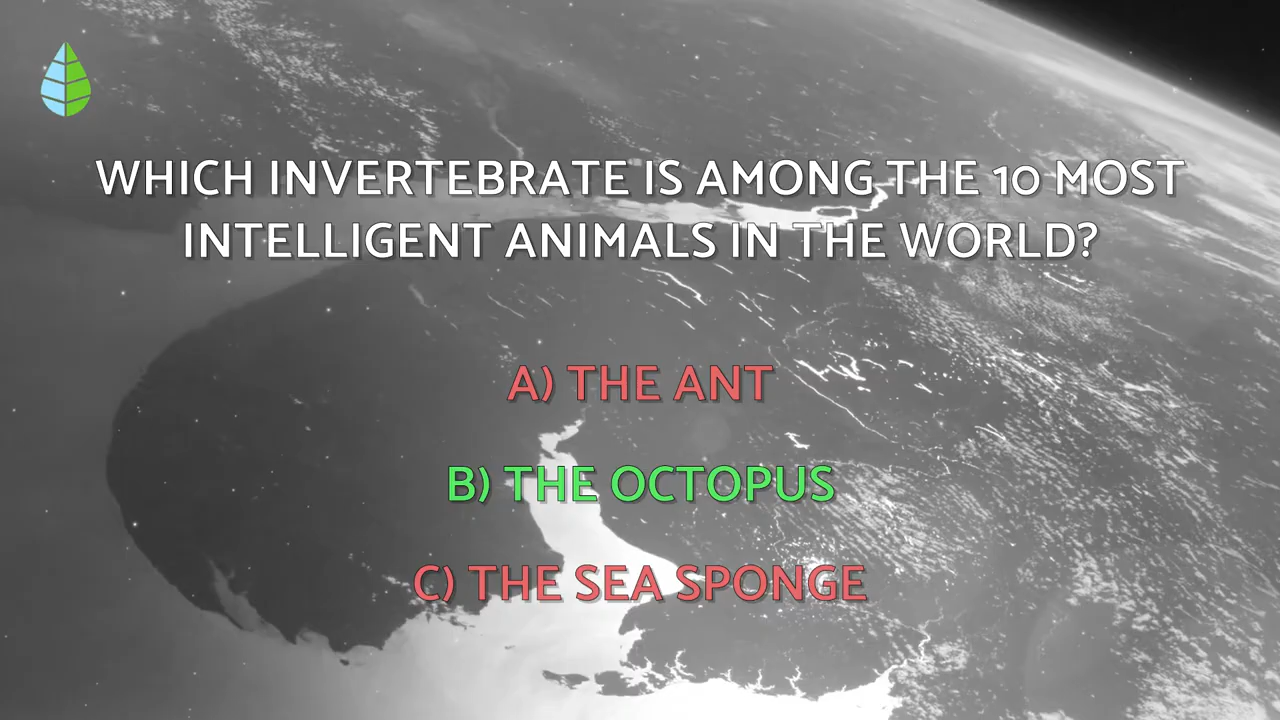 WHICH INVERTEBRATE IS AMONG THE 10 MOST
INTELLIGENT ANIMALS IN THE WORLD?
A) THE ANT
B) THE OCTOPUS
C) THE SEA SPONGE